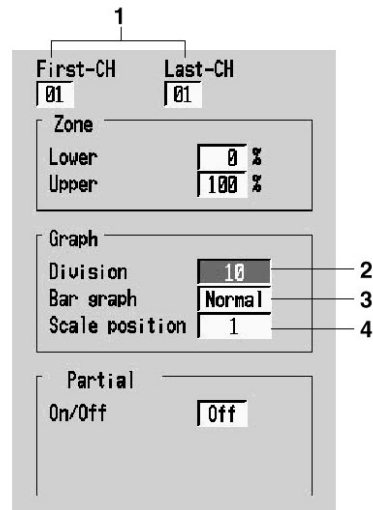 1
First-CH Last-CH
01 01
Zone
Lower 0 %
Upper 100 %
Graph
Division 10 2
Bar graph Normal 3
Scale position 1 4
Partial
On/Off Off